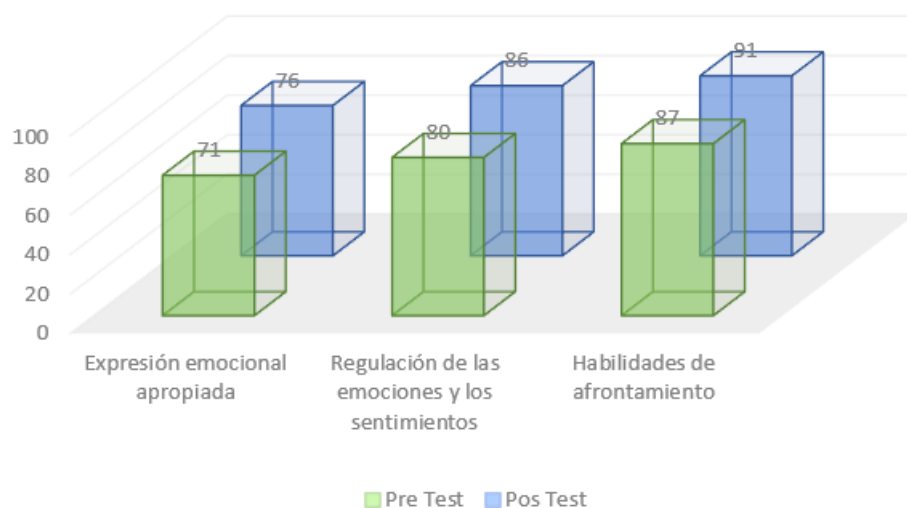 91
86
76
87
80
71
100
80
60
40
20
0
Expresión emocional
apropiada
Regulación de las
emociones y los
sentimientos
Habilidades de
afrontamiento
Pre Test
Pos Test